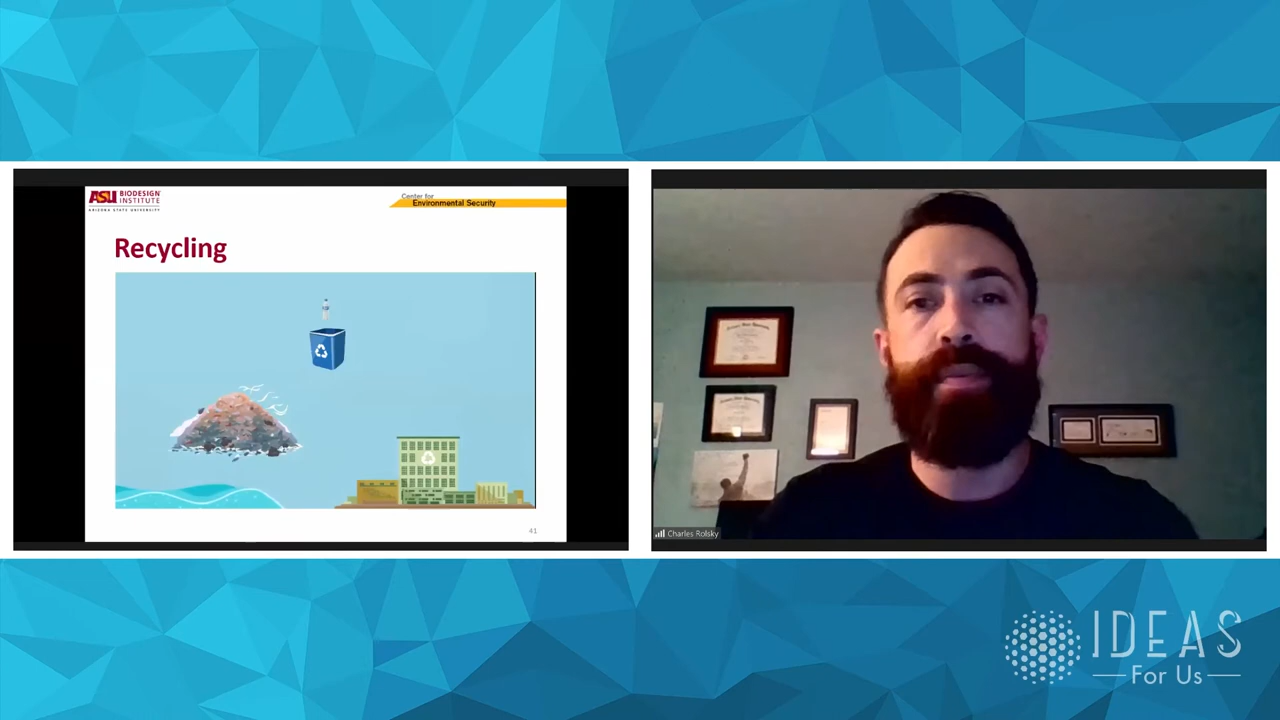 ASU BIODESIGN
INSTITUTE
ARIZONA STATE UNIVERSITY
Center for
Environmental Security
Recycling
41
Charles Rolsky
IDEAS
For Us